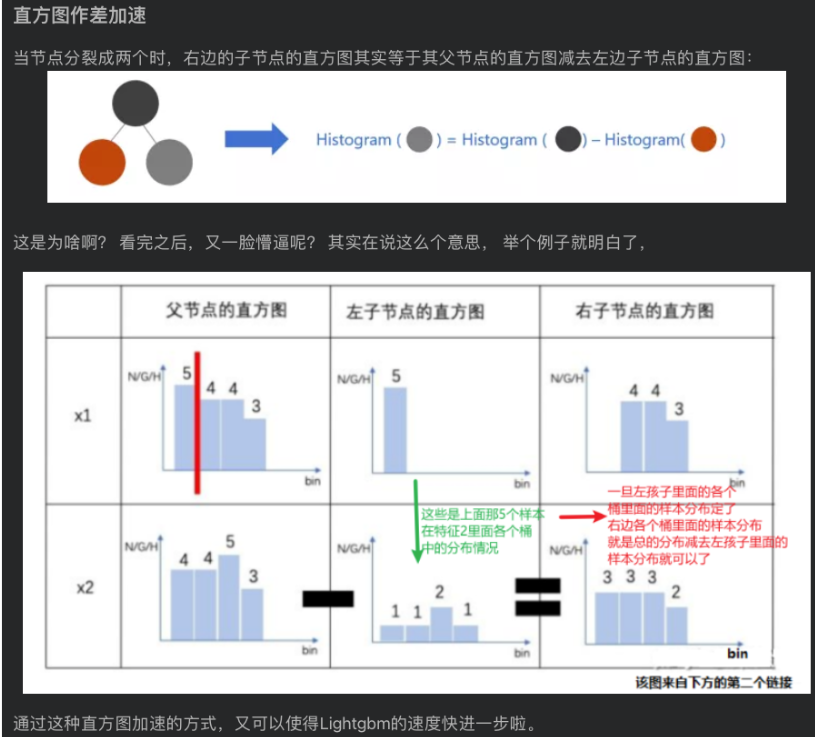 直方图作差加速
当节点分裂成两个时，右边的子节点的直方图其实等于其父节点的直方图减去左边子节点的直方图：
Histogram ( ) = Histogram ( ) – Histogram( )
这是为啥啊？ 看完之后，又一脸懵逼呢？ 其实在说这么个意思， 举个例子就明白了，
父节点的直方图 左子节点的直方图 右子节点的直方图
x1
N/G/H 5 4 4 3 bin
N/G/H 5 bin
N/G/H 4 4 3 bin
这些是上面那5个样本
在特征2里面各个桶
中的分布情况
一旦左孩子里面的各个
桶里面的样本分布定了
右边各个桶里面的样本分布
就是总的分布减去左孩子里面的
样本分布就可以了
x2
N/G/H 4 4 5 3 bin
N/G/H 1 1 2 1 bin
N/G/H 3 3 3 2 bin
该图来自下方的第二个链接
通过这种直方图加速的方式，又可以使得Lightgbm的速度快进一步啦。